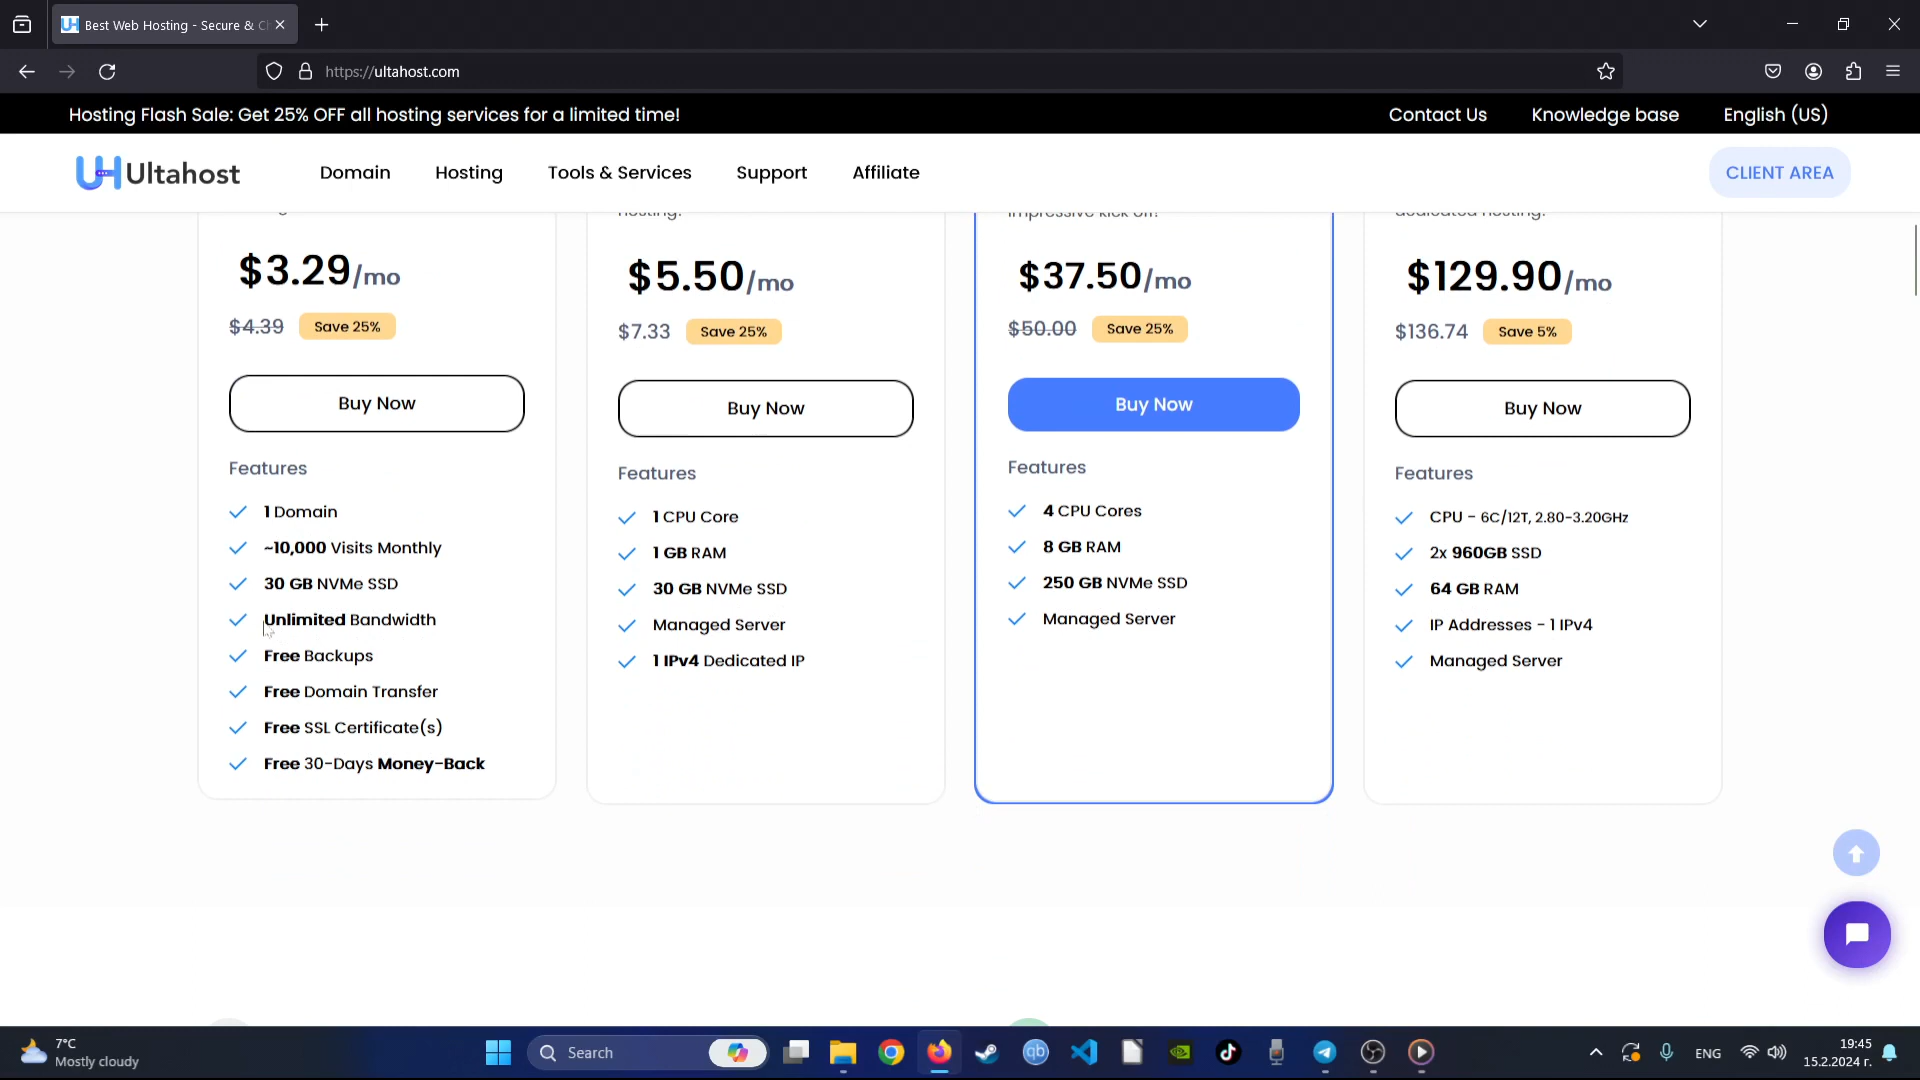 Best Web Hosting - Secure & C
https://ultahost.com
Hosting Flash Sale: Get 25% OFF all hosting services for a limited time!
Contact Us
Knowledge base
English (US)
UH Ultahost
Domain
Hosting
Tools & Services
Support
Affiliate
CLIENT AREA
hosting!
impressive kick off!
dedicated hosting!
$3.29/mo
$4.39
Save 25%
Buy Now
Features
1 Domain
~10,000 Visits Monthly
30 GB NVMe SSD
Unlimited Bandwidth
Free Backups
Free Domain Transfer
Free SSL Certificate(s)
Free 30-Days Money-Back
$5.50/mo
$7.33
Save 25%
Buy Now
Features
1 CPU Core
1 GB RAM
30 GB NVMe SSD
Managed Server
1 IPv4 Dedicated IP
$37.50/mo
$50.00
Save 25%
Buy Now
Features
4 CPU Cores
8 GB RAM
250 GB NVMe SSD
Managed Server
$129.90/mo
$136.74
Save 5%
Buy Now
Features
CPU - 6C/12T, 2.80-3.20GHz
2x 960GB SSD
64 GB RAM
IP Addresses - 1 IPv4
Managed Server
7°C
Mostly cloudy
Search
qb
ENG
19:45
15.2.2024 г.